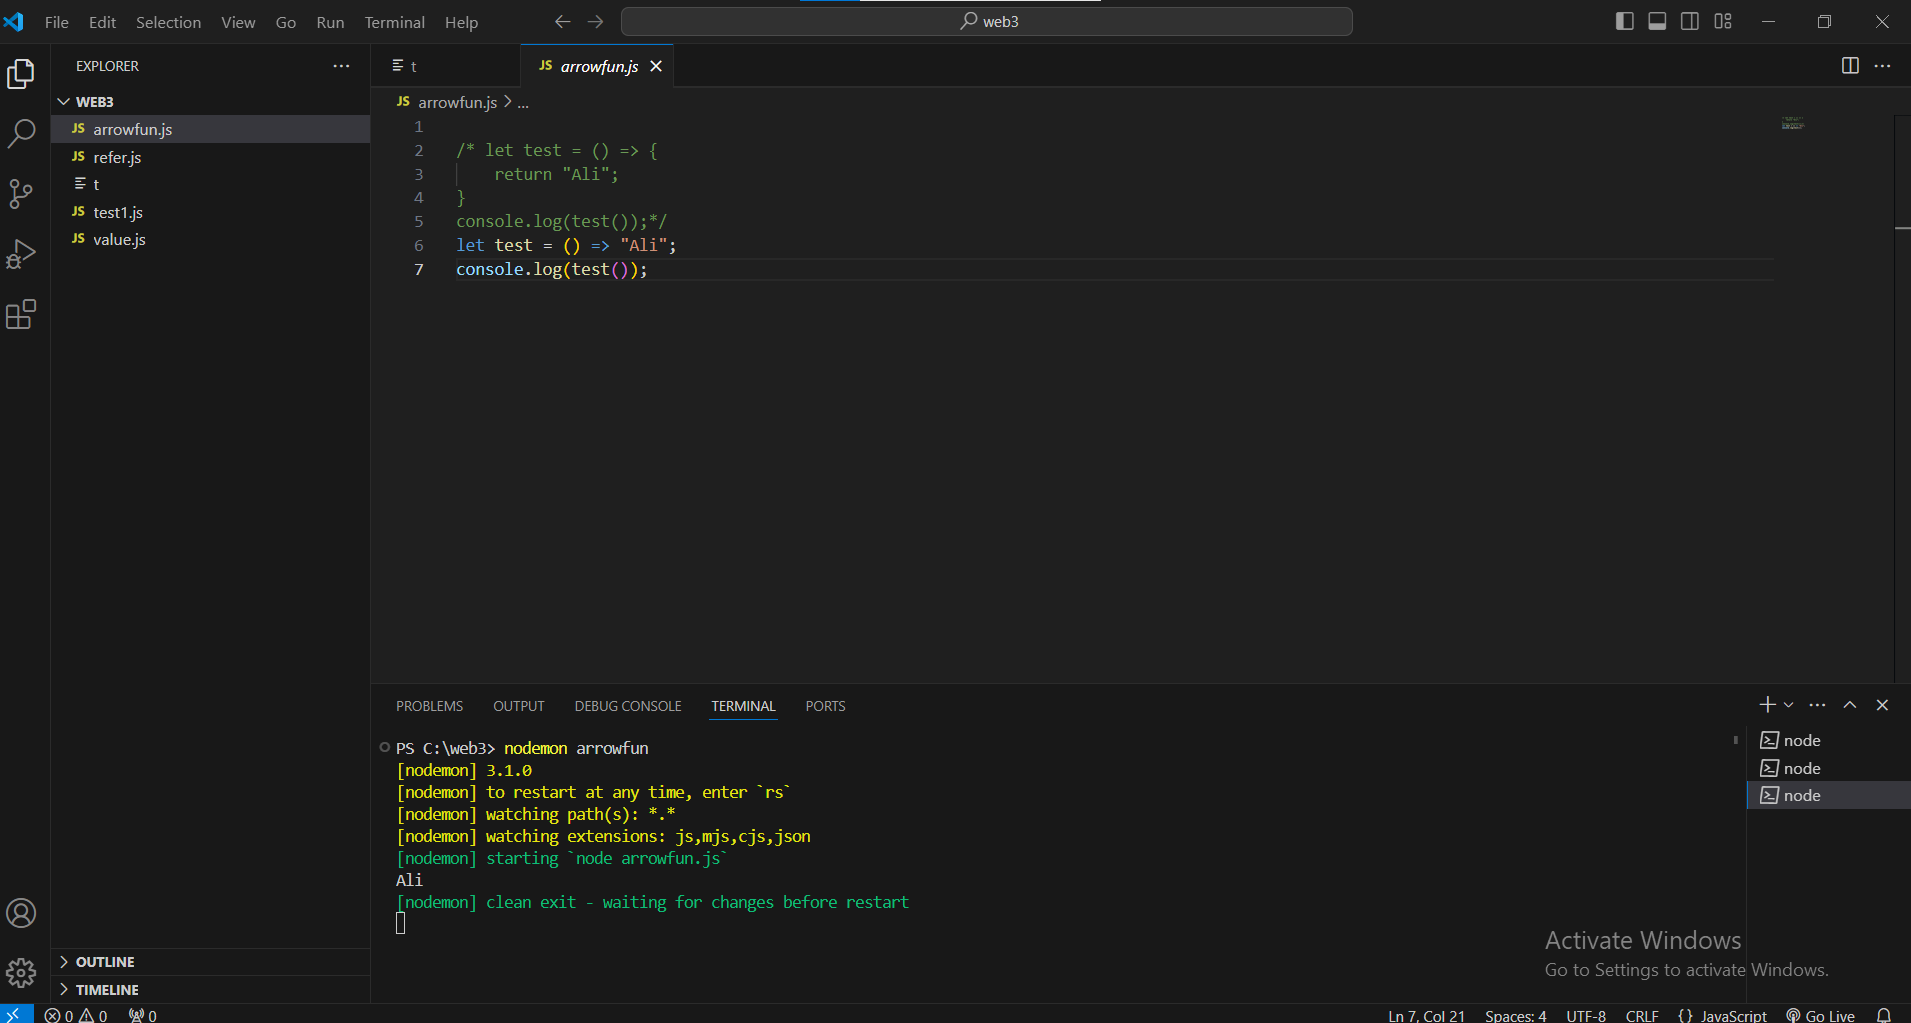 File Edit Selection View Go Run Terminal Help
web3
EXPLORER
WEB3
JS arrowfun.js
JS refer.js
t
JS test1.js
JS value.js
OUTLINE
TIMELINE
t
JS arrowfun.js
JS arrowfun.js > ...
1
2 /* let test = () => {
3 return "Ali";
4 }
5 console.log(test());*/
6 let test = () => "Ali";
7 console.log(test());
PROBLEMS OUTPUT DEBUG CONSOLE TERMINAL PORTS
PS C:\web3> nodemon arrowfun
[nodemon] 3.1.0
[nodemon] to restart at any time, enter `rs`
[nodemon] watching path(s): *.*
[nodemon] watching extensions: js,mjs,cjs,json
[nodemon] starting `node arrowfun.js`
Ali
[nodemon] clean exit - waiting for changes before restart
node
node
node
Activate Windows
Go to Settings to activate Windows.
0 0 0
Ln 7, Col 21 Spaces: 4 UTF-8 CRLF {} JavaScript Go Live